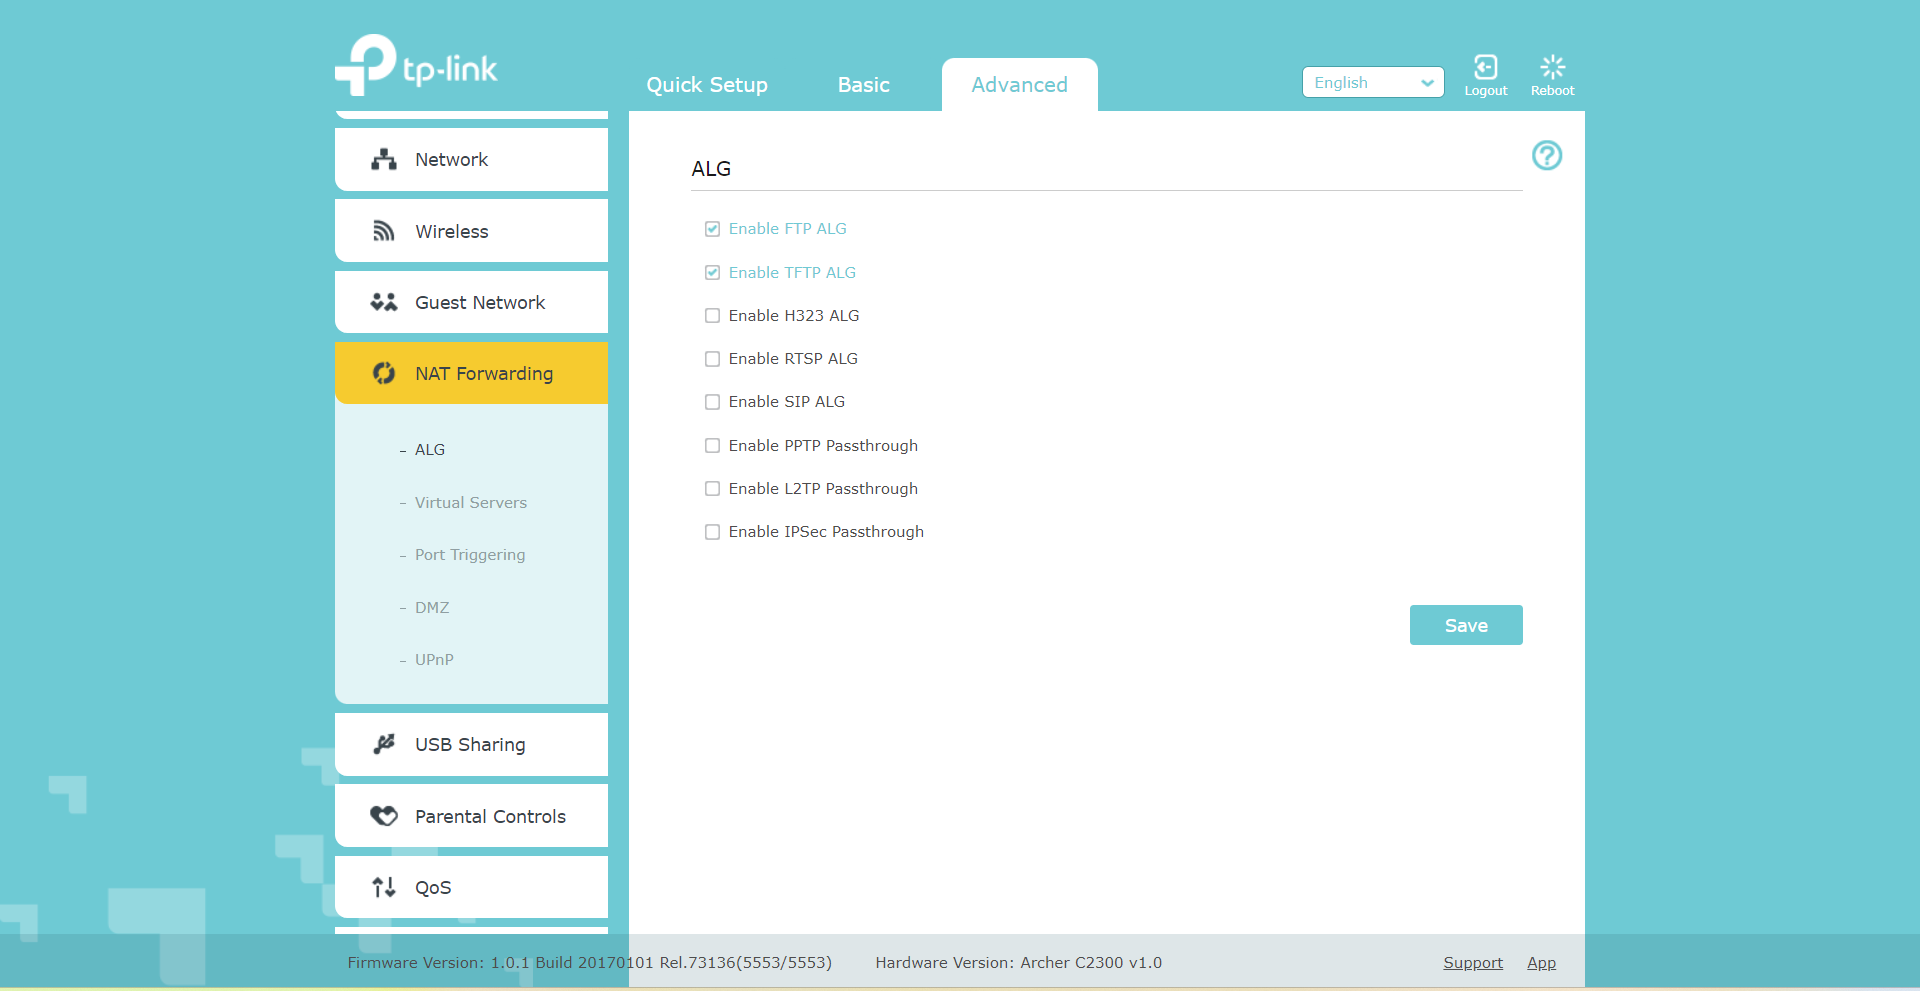 tp-link
Quick Setup
Basic
Advanced
English
Logout
Reboot
Network
Wireless
Guest Network
NAT Forwarding
– ALG
– Virtual Servers
– Port Triggering
– DMZ
– UPnP
USB Sharing
Parental Controls
QoS
ALG
?
Enable FTP ALG
Enable TFTP ALG
Enable H323 ALG
Enable RTSP ALG
Enable SIP ALG
Enable PPTP Passthrough
Enable L2TP Passthrough
Enable IPSec Passthrough
Save
Firmware Version: 1.0.1 Build 20170101 Rel.73136(5553/5553)
Hardware Version: Archer C2300 v1.0
Support
App